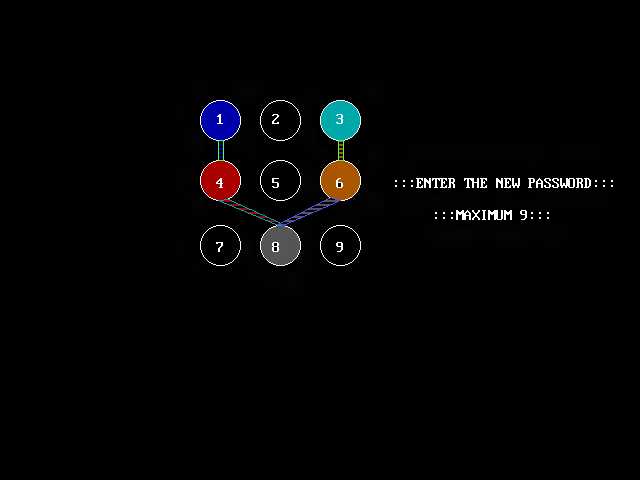 1 2 3
4 5 6
:::ENTER THE NEW PASSWORD:::
:::MAXIMUM 9:::
7 8 9